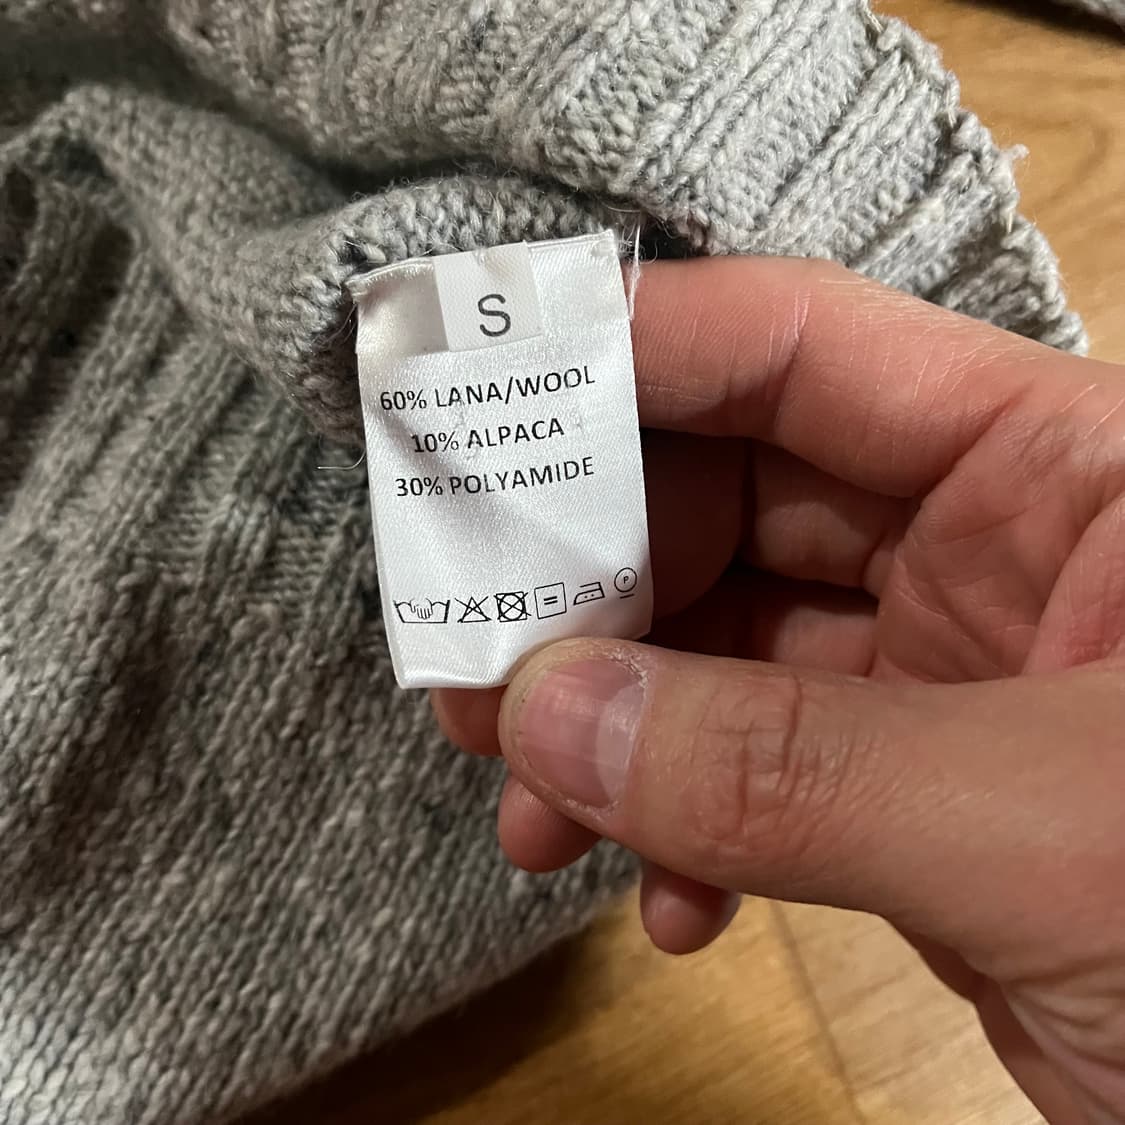 S
60% LANA/WOOL
10% ALPACA
30% POLYAMIDE
P